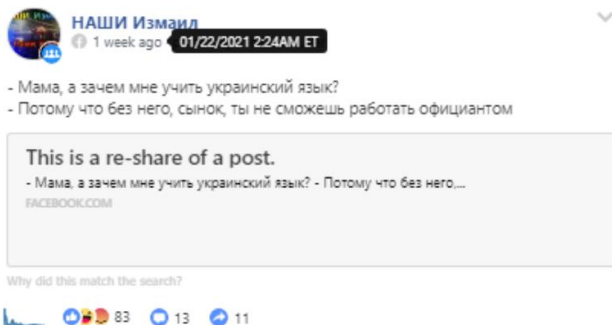 НАШИ Измаил
1 week ago 01/22/2021 2:24AM ET
- Мама, а зачем мне учить украинский язык?
- Потому что без него, сынок, ты не сможешь работать официантом
This is a re-share of a post.
- Мама, а зачем мне учить украинский язык? - Потому что без него,...
FACEBOOK.COM
Why did this match the search?
83 13 11